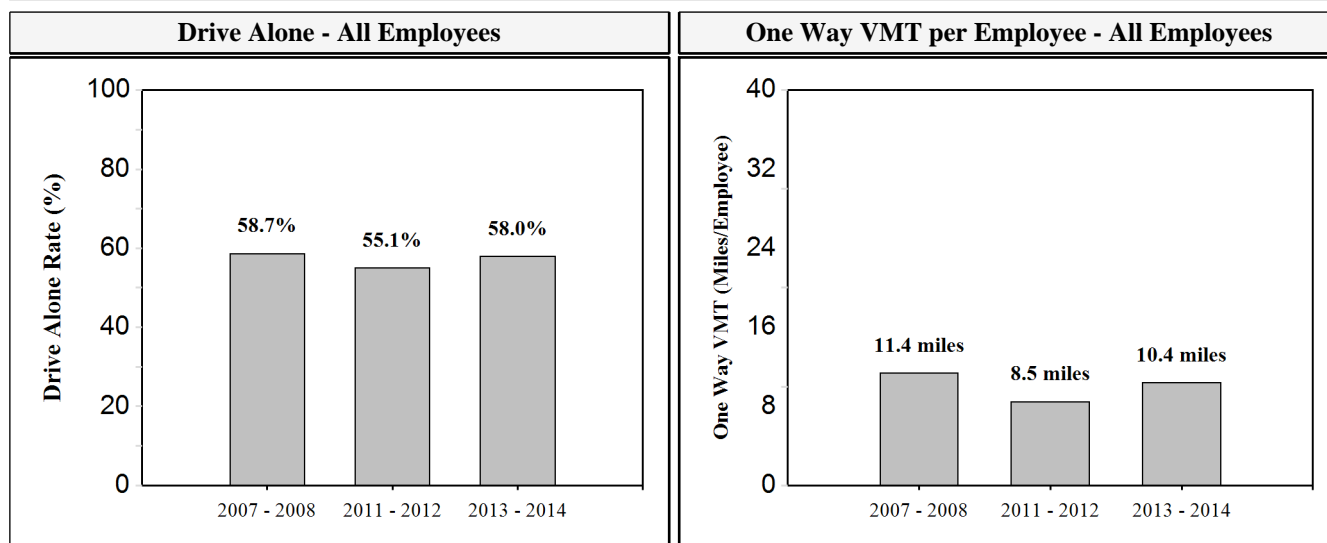 Drive Alone - All Employees
One Way VMT per Employee - All Employees
Drive Alone Rate (%)
100
80
60
40
20
0
58.7%
55.1%
58.0%
2007 - 2008
2011 - 2012
2013 - 2014
One Way VMT (Miles/Employee)
40
32
24
16
8
0
11.4 miles
8.5 miles
10.4 miles
2007 - 2008
2011 - 2012
2013 - 2014